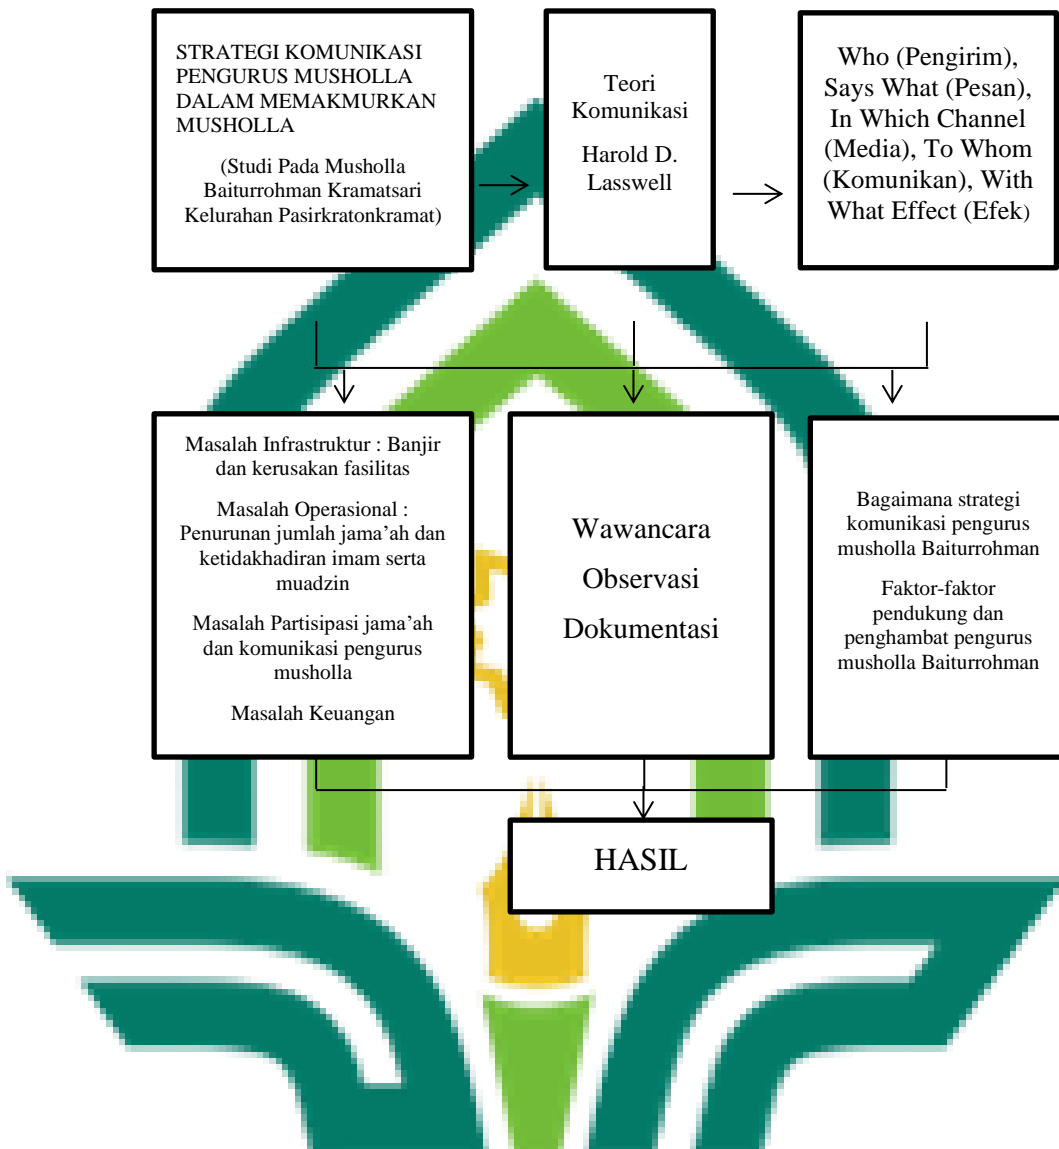 STRATEGI KOMUNIKASI
PENGURUS MUSHOLLA
DALAM MEMAKMURKAN
MUSHOLLA
(Studi Pada Musholla
Baiturrohman Kramatsari
Kelurahan Pasirkratonkramat)
Teori
Komunikasi
Harold D.
Lasswell
Who (Pengirim),
Says What (Pesan),
In Which Channel
(Media), To Whom
(Komunikan), With
What Effect (Efek)
Masalah Infrastruktur : Banjir
dan kerusakan fasilitas
Masalah Operasional :
Penurunan jumlah jama’ah dan
ketidakhadiran imam serta
muadzin
Masalah Partisipasi jama’ah
dan komunikasi pengurus
musholla
Masalah Keuangan
Wawancara
Observasi
Dokumentasi
Bagaimana strategi
komunikasi pengurus
musholla Baiturrohman
Faktor-faktor
pendukung dan
penghambat pengurus
musholla Baiturrohman
HASIL